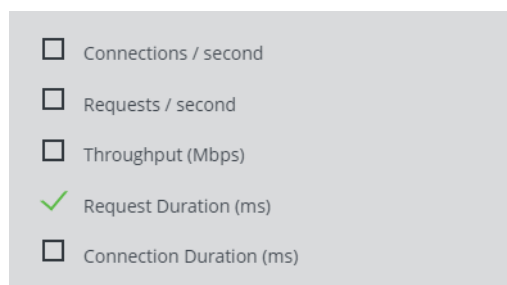 Connections / second
Requests / second
Throughput (Mbps)
Request Duration (ms)
Connection Duration (ms)